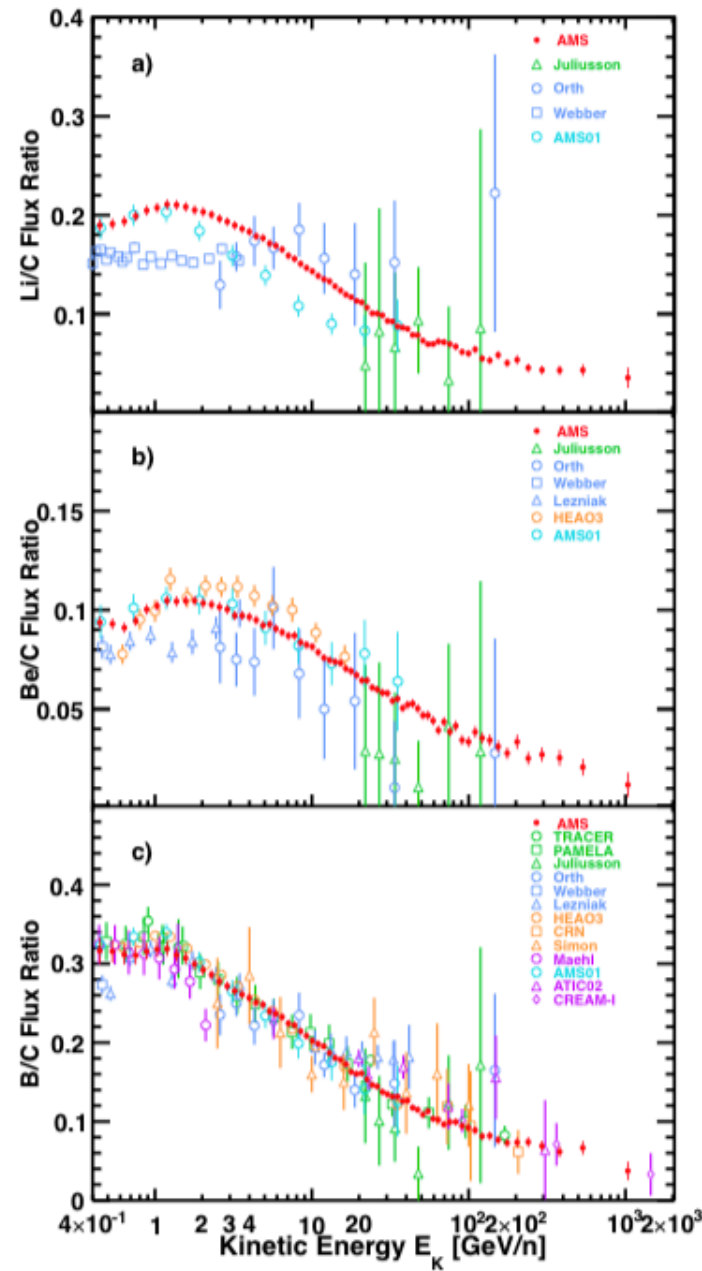 0.4
a)
AMS
Juliusson
Orth
Webber
AMS01
0.3
0.2
0.1
Li/C Flux Ratio
b)
AMS
Juliusson
Orth
Webber
Lezniak
HEAO3
AMS01
0.15
0.1
0.05
Be/C Flux Ratio
c)
AMS
TRACER
PAMELA
Juliusson
Orth
Webber
Lezniak
HEAO3
CRN
Simon
Maehl
AMS01
ATIC02
CREAM-I
0.4
0.3
0.2
0.1
0
B/C Flux Ratio
4×10⁻¹ 1 2 3 4 10 20 10² 2×10² 10³ 2×10³
Kinetic Energy E_K [GeV/n]